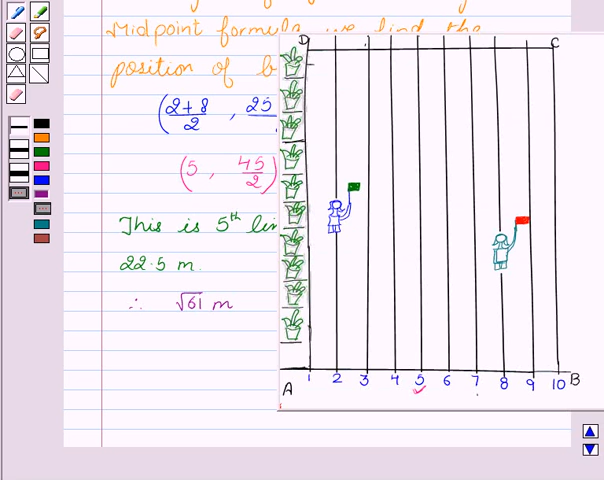 Midpoint formula we find the
position of b
(2+8/2 , 25
(5 , 45/2)
This is 5th lin
22.5 m.
∴ √61 m
D C
A 1 2 3 4 5 6 7 8 9 10 B